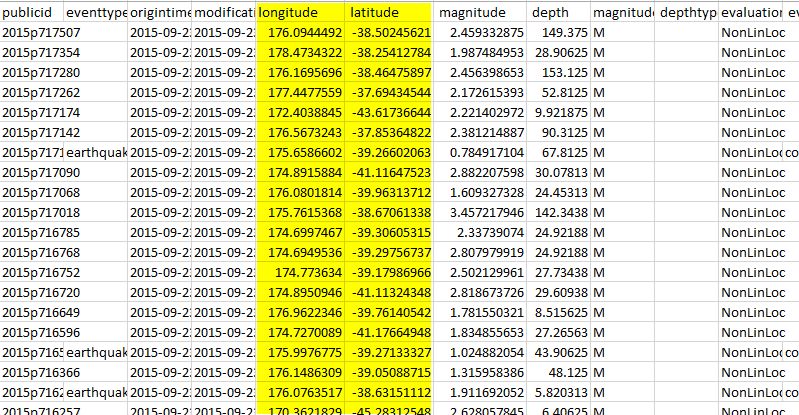 publicid eventtype origintime modificati longitude latitude magnitude depth magnitude depthtyp evaluation ev
2015p717507 2015-09-2 2015-09-2 176.0944492 -38.50245621 2.459332875 149.375 M NonLinLoc
2015p717354 2015-09-2 2015-09-2 178.4734322 -38.25412784 1.987484953 28.90625 M NonLinLoc
2015p717280 2015-09-2 2015-09-2 176.1695696 -38.46475897 2.456398653 153.125 M NonLinLoc
2015p717262 2015-09-2 2015-09-2 177.4477559 -37.69434544 2.172615393 52.8125 M NonLinLoc
2015p717174 2015-09-2 2015-09-2 172.4038845 -43.61736644 2.221402972 9.921875 M NonLinLoc
2015p717142 2015-09-2 2015-09-2 176.5673243 -37.85364822 2.381214887 90.3125 M NonLinLoc
2015p7171 earthquak 2015-09-2 2015-09-2 175.6586602 -39.26602063 0.784917104 67.8125 M NonLinLoc co
2015p717090 2015-09-2 2015-09-2 174.8915884 -41.11647523 2.882207598 30.07813 M NonLinLoc
2015p717068 2015-09-2 2015-09-2 176.0801814 -39.96313712 1.609327328 24.45313 M NonLinLoc
2015p717018 2015-09-2 2015-09-2 175.7615368 -38.67061338 3.457217946 142.3438 M NonLinLoc
2015p716785 2015-09-2 2015-09-2 174.6997467 -39.30605315 2.33739074 24.92188 M NonLinLoc
2015p716768 2015-09-2 2015-09-2 174.6949536 -39.29756737 2.807979919 24.92188 M NonLinLoc
2015p716752 2015-09-2 2015-09-2 174.773634 -39.17986966 2.502129961 27.73438 M NonLinLoc
2015p716720 2015-09-2 2015-09-2 174.8950946 -41.11324348 2.818673726 29.60938 M NonLinLoc
2015p716649 2015-09-2 2015-09-2 176.9622346 -39.76140542 1.781550321 8.515625 M NonLinLoc
2015p716596 2015-09-2 2015-09-2 174.7270089 -41.17664948 1.834855653 27.26563 M NonLinLoc
2015p7165 earthquak 2015-09-2 2015-09-2 175.9976775 -39.27133327 1.024882054 43.90625 M NonLinLoc co
2015p716366 2015-09-2 2015-09-2 176.1486309 -39.05088715 1.315958386 48.125 M NonLinLoc
2015p7162 earthquak 2015-09-2 2015-09-2 176.0763517 -38.63151112 1.911692052 5.820313 M NonLinLoc co
2015p716257 2015-09-2 2015-09-2 170.3621829 -45.28312548 2.628057845 6.40625 M NonLinLoc